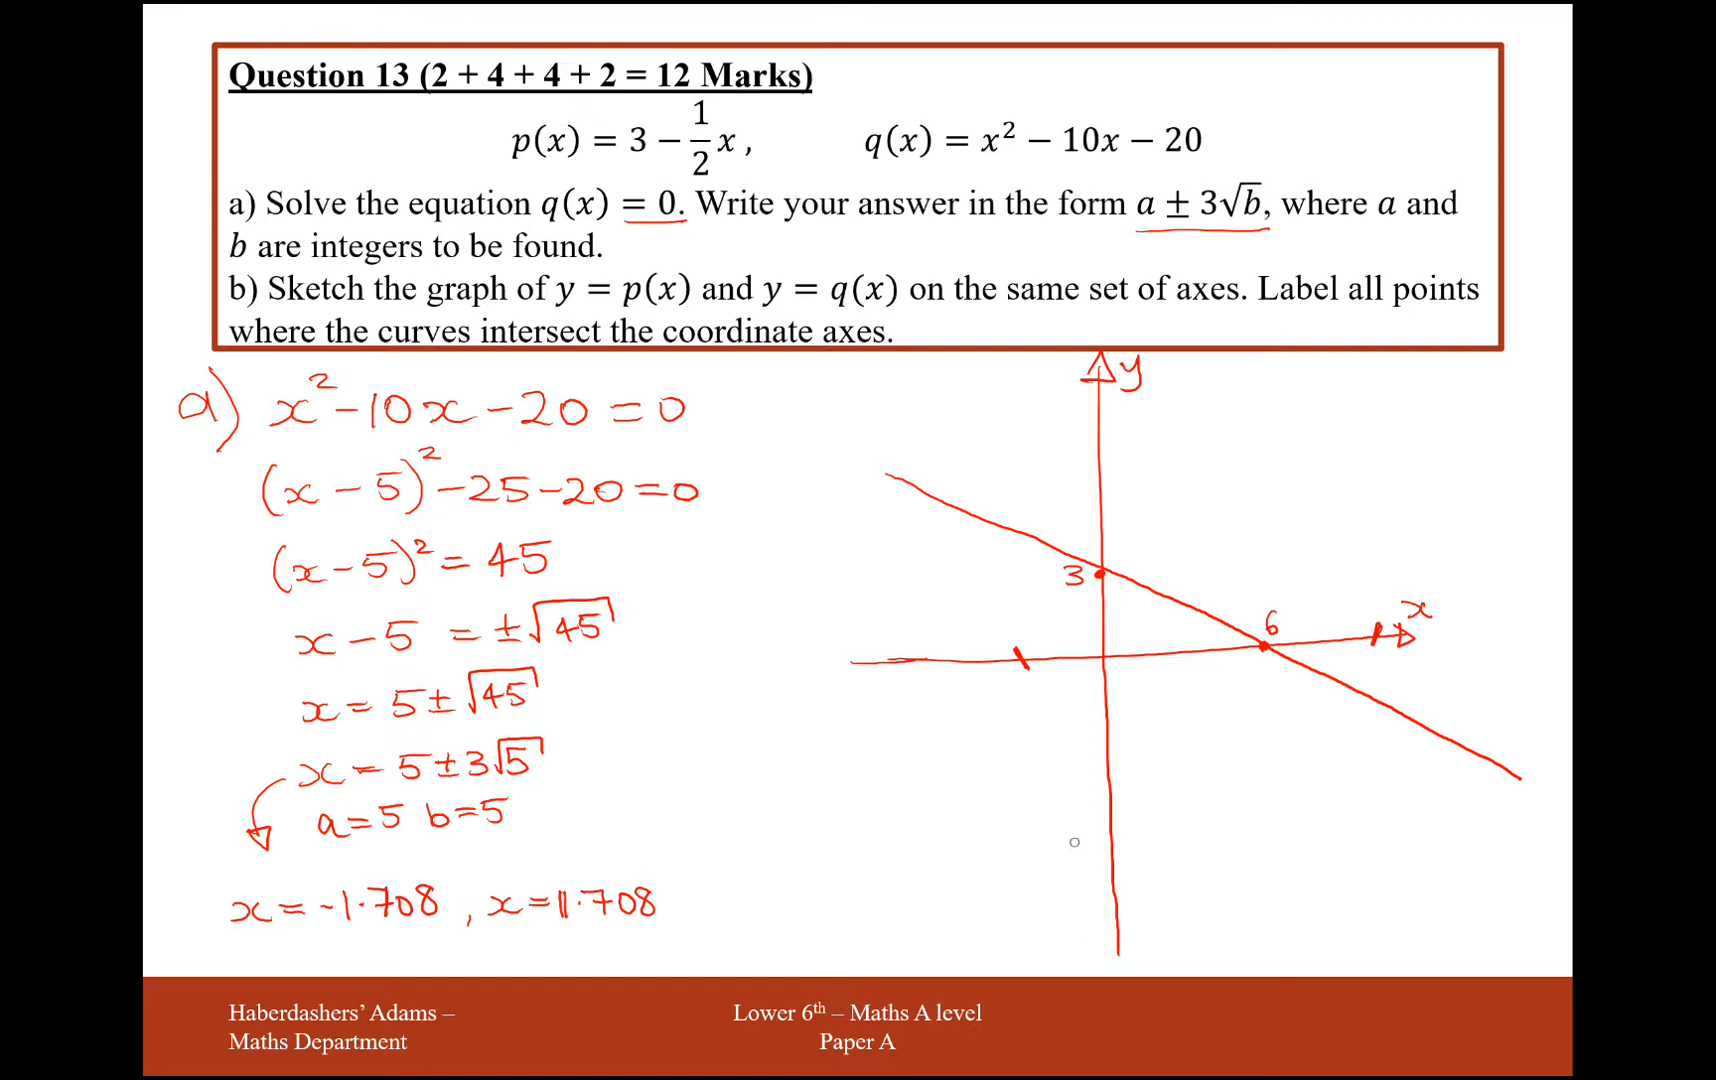 Question 13 (2 + 4 + 4 + 2 = 12 Marks)
p(x) = 3 − 1/2 x , q(x) = x² − 10x − 20
a) Solve the equation q(x) = 0. Write your answer in the form a ± 3√b, where a and
b are integers to be found.
b) Sketch the graph of y = p(x) and y = q(x) on the same set of axes. Label all points
where the curves intersect the coordinate axes.
a) x² − 10x − 20 = 0
(x − 5)² − 25 − 20 = 0
(x − 5)² = 45
x − 5 = ±√45
x = 5 ± √45
x = 5 ± 3√5
a = 5 b = 5
x = −1.708 , x = 11.708
y
3
6
x
Haberdashers’ Adams –
Maths Department
Lower 6th – Maths A level
Paper A